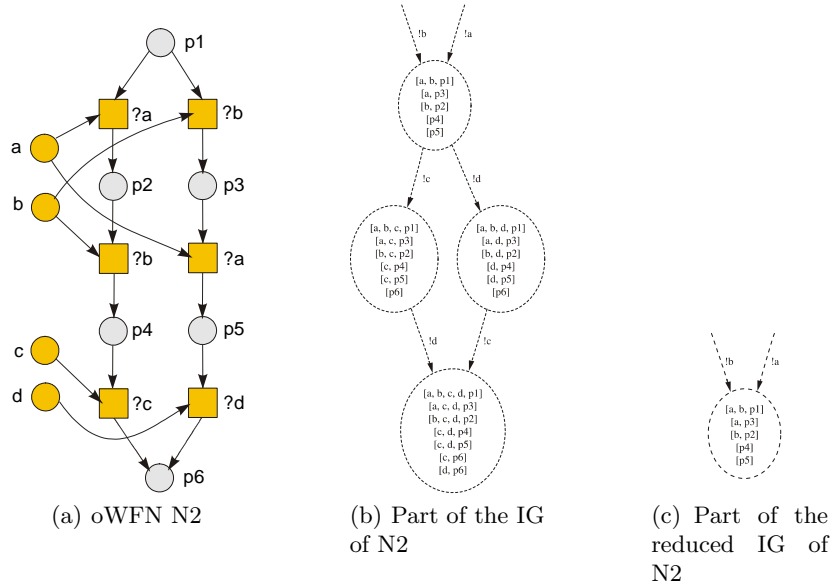 p1
?a
?b
a
p2
p3
b
?b
?a
p4
p5
c
d
?c
?d
p6
(a) oWFN N2
!b
!a
[a, b, p1]
[a, p3]
[b, p2]
[p4]
[p5]
!c
!d
[a, b, c, p1]
[a, c, p3]
[b, c, p2]
[c, p4]
[c, p5]
[p6]
[a, b, d, p1]
[a, d, p3]
[b, d, p2]
[d, p4]
[d, p5]
[p6]
!d
!c
[a, b, c, d, p1]
[a, c, d, p3]
[b, c, d, p2]
[c, d, p4]
[c, d, p5]
[c, p6]
[d, p6]
(b) Part of the IG
of N2
!b
!a
[a, b, p1]
[a, p3]
[b, p2]
[p4]
[p5]
(c) Part of the
reduced IG of
N2